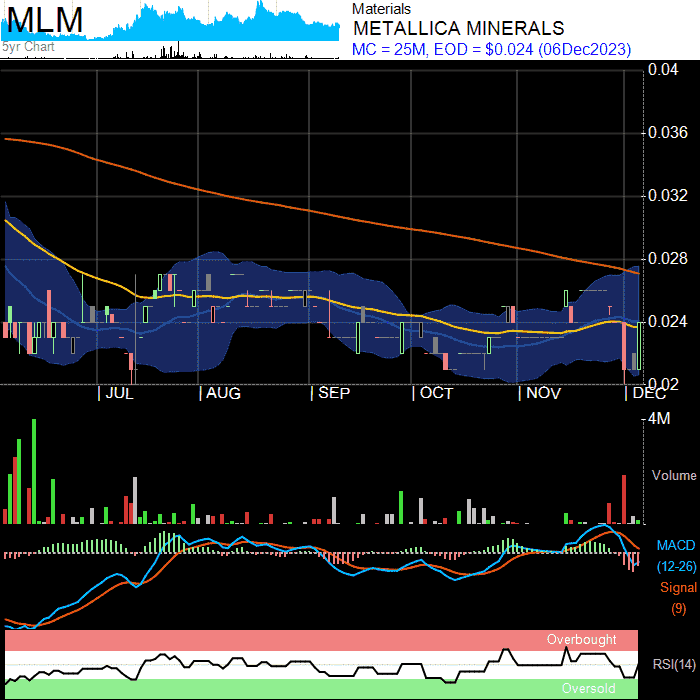 MLM
5yr Chart
Materials
METALLICA MINERALS
MC = 25M, EOD = $0.024 (06Dec2023)
0.04
0.036
0.032
0.028
0.024
0.02
JUL
AUG
SEP
OCT
NOV
DEC
4M
Volume
MACD
(12-26)
Signal
(9)
Overbought
RSI(14)
Oversold